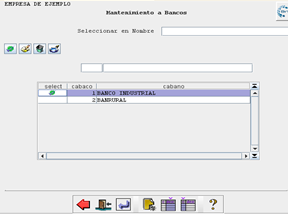 EMPRESA DE EJEMPLO
Mantenimiento a Bancos
Seleccionar en Nombre
select cabaco cabano
1 BANCO INDUSTRIAL
2 BANRURAL
?